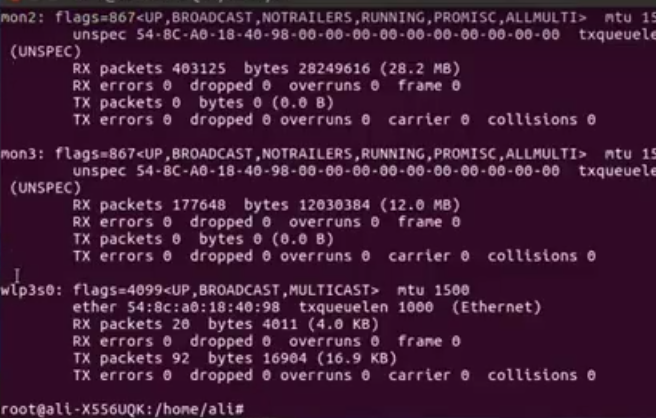 mon2: flags=867<UP,BROADCAST,NOTRAILERS,RUNNING,PROMISC,ALLMULTI>  mtu 15
        unspec 54-8C-A0-18-40-98-00-00-00-00-00-00-00-00-00-00  txqueuele
 (UNSPEC)
        RX packets 403125  bytes 28249616 (28.2 MB)
        RX errors 0  dropped 0  overruns 0  frame 0
        TX packets 0  bytes 0 (0.0 B)
        TX errors 0  dropped 0 overruns 0  carrier 0  collisions 0
mon3: flags=867<UP,BROADCAST,NOTRAILERS,RUNNING,PROMISC,ALLMULTI>  mtu 15
        unspec 54-8C-A0-18-40-98-00-00-00-00-00-00-00-00-00-00  txqueuele
 (UNSPEC)
        RX packets 177648  bytes 12030384 (12.0 MB)
        RX errors 0  dropped 0  overruns 0  frame 0
        TX packets 0  bytes 0 (0.0 B)
        TX errors 0  dropped 0 overruns 0  carrier 0  collisions 0
wlp3s0: flags=4099<UP,BROADCAST,MULTICAST>  mtu 1500
        ether 54:8c:a0:18:40:98  txqueuelen 1000  (Ethernet)
        RX packets 20  bytes 4011 (4.0 KB)
        RX errors 0  dropped 0  overruns 0  frame 0
        TX packets 92  bytes 16904 (16.9 KB)
        TX errors 0  dropped 0 overruns 0  carrier 0  collisions 0
root@ali-X556UQK:/home/ali#